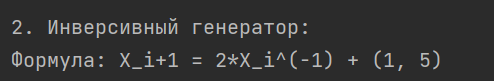 2. Инверсивный генератор:
Формула: X_i+1 = 2*X_i^(-1) + (1, 5)